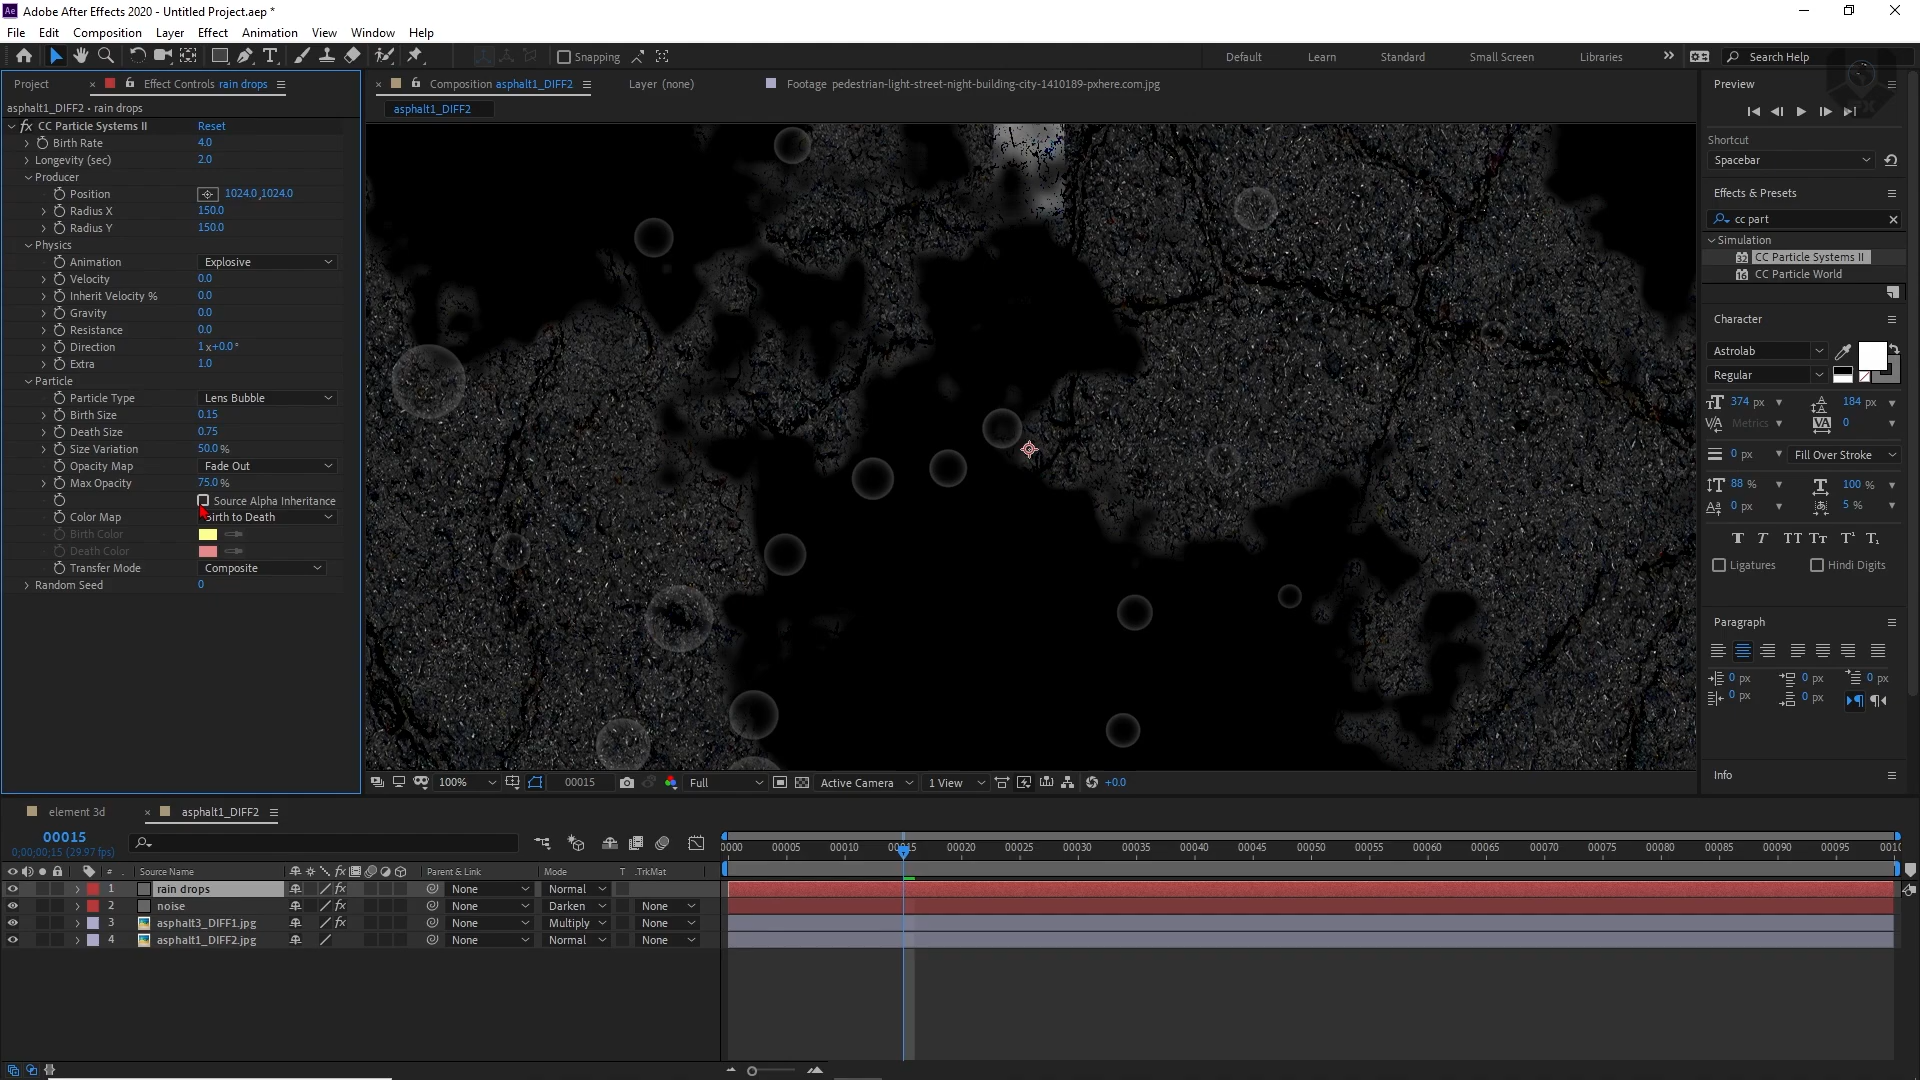 Adobe After Effects 2020 - Untitled Project.aep *
File Edit Composition Layer Effect Animation View Window Help
Snapping
Default Learn Standard Small Screen Libraries
Search Help
Project
Effect Controls rain drops
asphalt1_DIFF2 • rain drops
fx CC Particle Systems II Reset
Birth Rate 4.0
Longevity (sec) 2.0
Producer
Position 1024.0,1024.0
Radius X 150.0
Radius Y 150.0
Physics
Animation Explosive
Velocity 0.0
Inherit Velocity % 0.0
Gravity 0.0
Resistance 0.0
Direction 1x+0.0°
Extra 1.0
Particle
Particle Type Lens Bubble
Birth Size 0.15
Death Size 0.75
Size Variation 50.0 %
Opacity Map Fade Out
Max Opacity 75.0 %
Source Alpha Inheritance
Color Map Birth to Death
Birth Color
Death Color
Transfer Mode Composite
Random Seed 0
Composition asphalt1_DIFF2
Layer (none)
Footage pedestrian-light-street-night-building-city-1410189-pxhere.com.jpg
asphalt1_DIFF2
100% 00015 Full Active Camera 1 View +0.0
Preview
Shortcut
Spacebar
Effects & Presets
cc part
Simulation
CC Particle Systems II
CC Particle World
Character
Astrolab
Regular
374 px 184 px
Metrics 0
0 px Fill Over Stroke
88 % 100 %
0 px 5 %
Ligatures Hindi Digits
Paragraph
0 px 0 px 0 px
0 px 0 px
Info
element 3d
asphalt1_DIFF2
00015
0;00;00;15 (29.97 fps)
# Source Name fx Parent & Link Mode T .TrkMat
1 rain drops fx None Normal
2 noise fx None Darken None
3 asphalt3_DIFF1.jpg fx None Multiply None
4 asphalt1_DIFF2.jpg None Normal None
0000 00005 00010 00015 00020 00025 00030 00035 00040 00045 00050 00055 00060 00065 00070 00075 00080 00085 00090 00095 0010